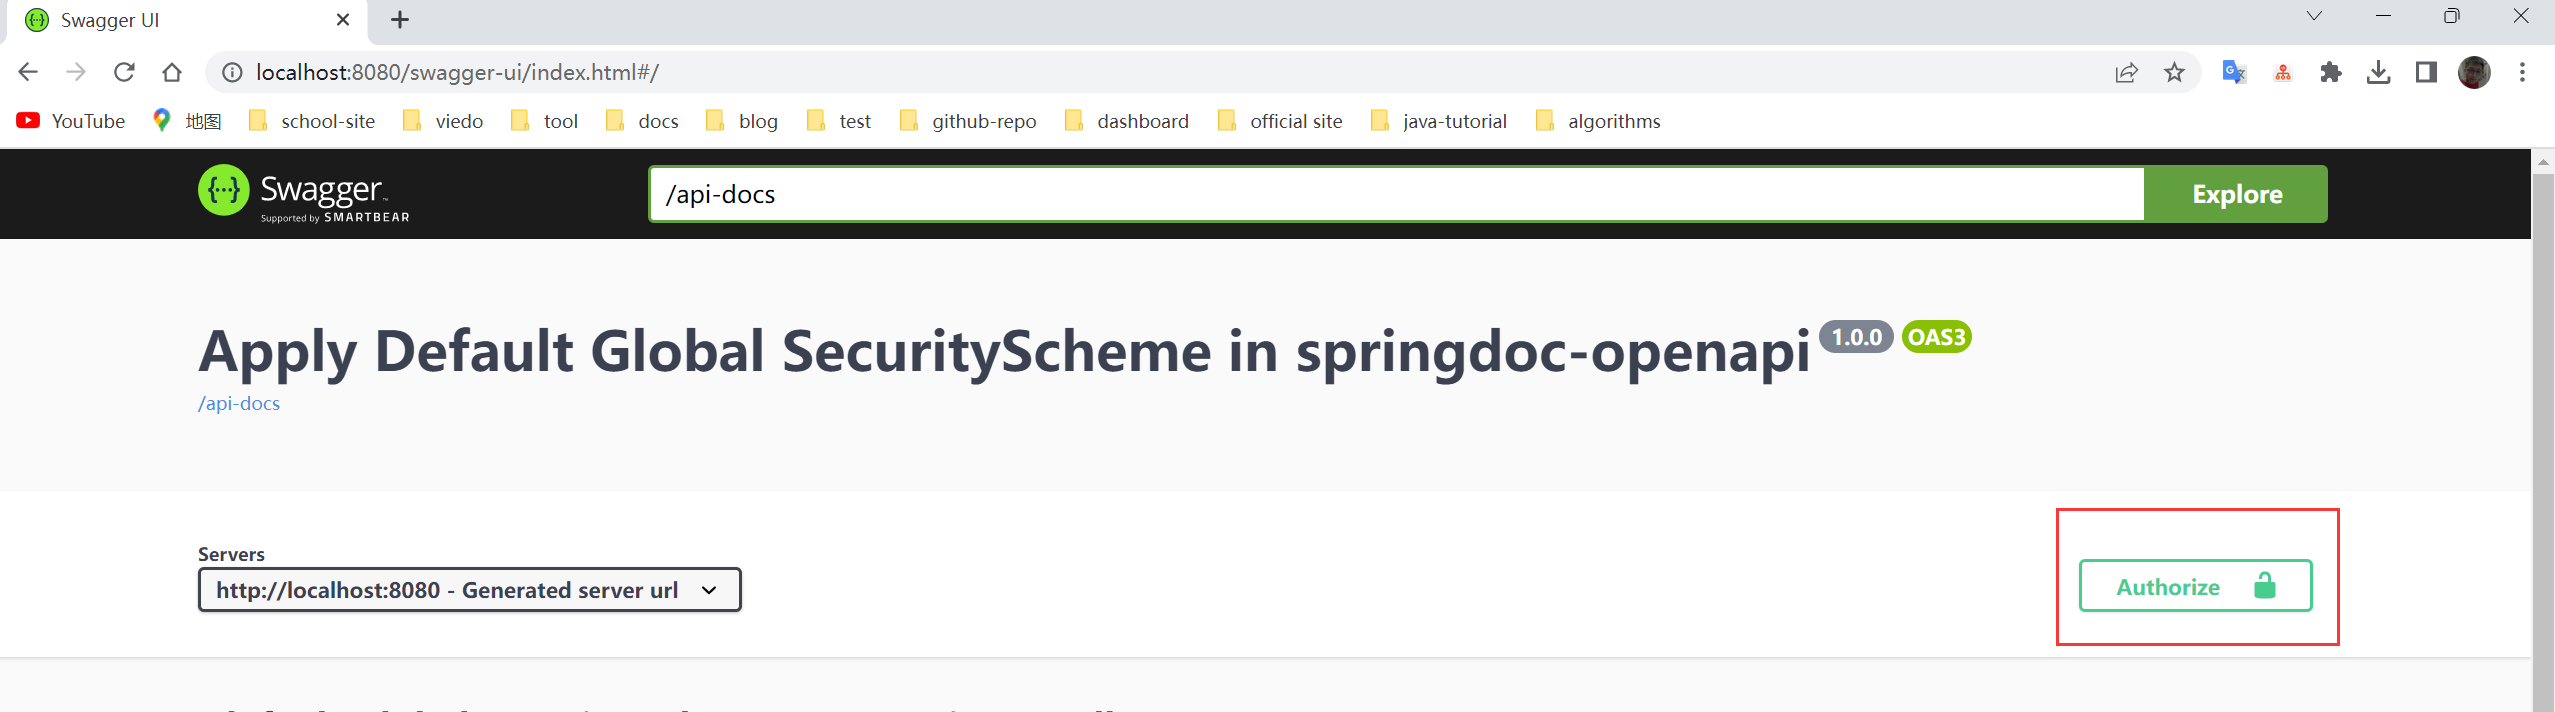 Swagger UI
localhost:8080/swagger-ui/index.html#/
YouTube 地图 school-site viedo tool docs blog test github-repo dashboard official site java-tutorial algorithms
Swagger
Supported by SMARTBEAR
/api-docs
Explore
Apply Default Global SecurityScheme in springdoc-openapi 1.0.0 OAS3
/api-docs
Servers
http://localhost:8080 - Generated server url
Authorize